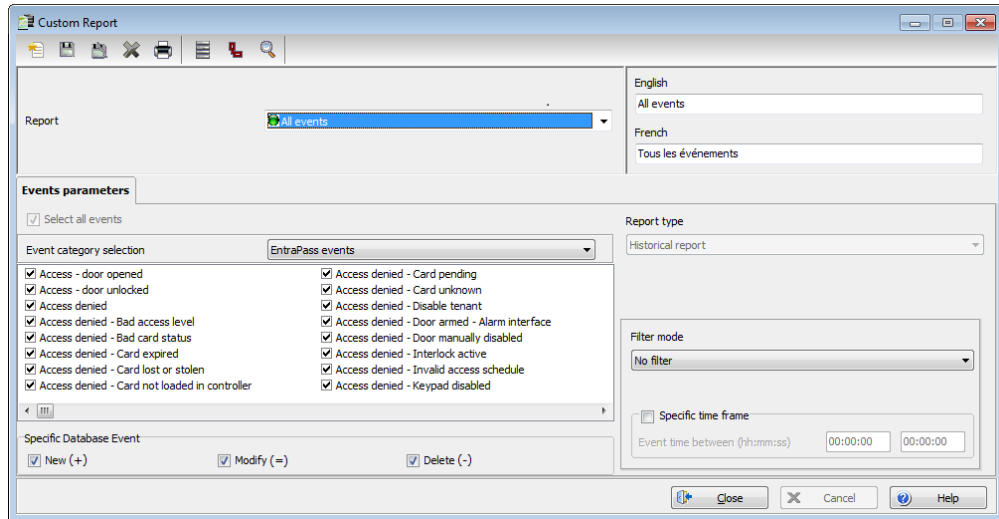 Custom Report
English
All events
Report
All events
French
Tous les événements
Events parameters
Select all events
Report type
Event category selection
EntraPass events
Historical report
Access - door opened
Access - door unlocked
Access denied
Access denied - Bad access level
Access denied - Bad card status
Access denied - Card expired
Access denied - Card lost or stolen
Access denied - Card not loaded in controller
Access denied - Card pending
Access denied - Card unknown
Access denied - Disable tenant
Access denied - Door armed - Alarm interface
Access denied - Door manually disabled
Access denied - Interlock active
Access denied - Invalid access schedule
Access denied - Keypad disabled
Filter mode
No filter
Specific time frame
Event time between (hh:mm:ss) 00:00:00 00:00:00
Specific Database Event
New (+) Modify (=) Delete (-)
Close Cancel Help